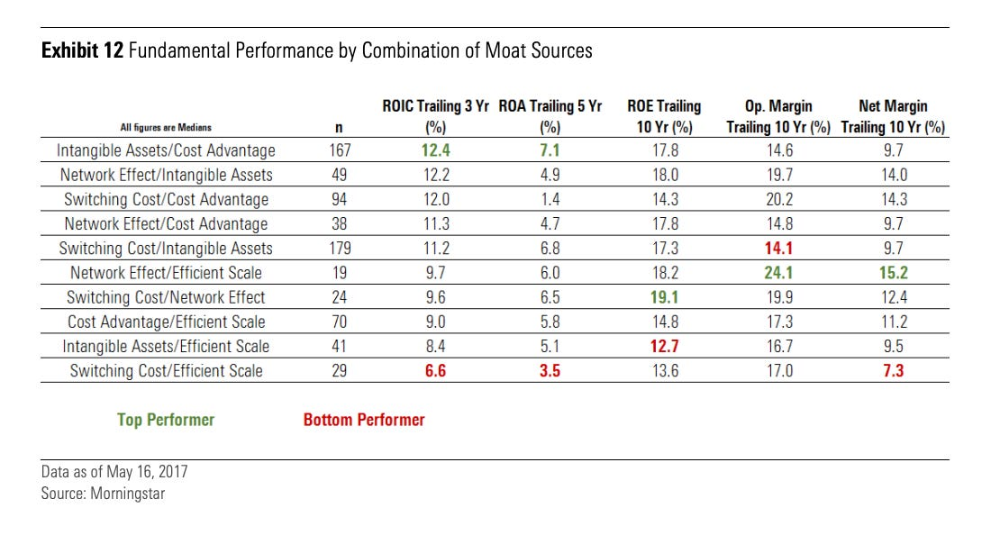 Exhibit 12 Fundamental Performance by Combination of Moat Sources
ROIC Trailing 3 Yr ROA Trailing 5 Yr ROE Trailing Op. Margin Net Margin
All figures are Medians n (%) (%) 10 Yr (%) Trailing 10 Yr (%) Trailing 10 Yr (%)
Intangible Assets/Cost Advantage 167 12.4 7.1 17.8 14.6 9.7
Network Effect/Intangible Assets 49 12.2 4.9 18.0 19.7 14.0
Switching Cost/Cost Advantage 94 12.0 1.4 14.3 20.2 14.3
Network Effect/Cost Advantage 38 11.3 4.7 17.8 14.8 9.7
Switching Cost/Intangible Assets 179 11.2 6.8 17.3 14.1 9.7
Network Effect/Efficient Scale 19 9.7 6.0 18.2 24.1 15.2
Switching Cost/Network Effect 24 9.6 6.5 19.1 19.9 12.4
Cost Advantage/Efficient Scale 70 9.0 5.8 14.8 17.3 11.2
Intangible Assets/Efficient Scale 41 8.4 5.1 12.7 16.7 9.5
Switching Cost/Efficient Scale 29 6.6 3.5 13.6 17.0 7.3
Top Performer Bottom Performer
Data as of May 16, 2017
Source: Morningstar